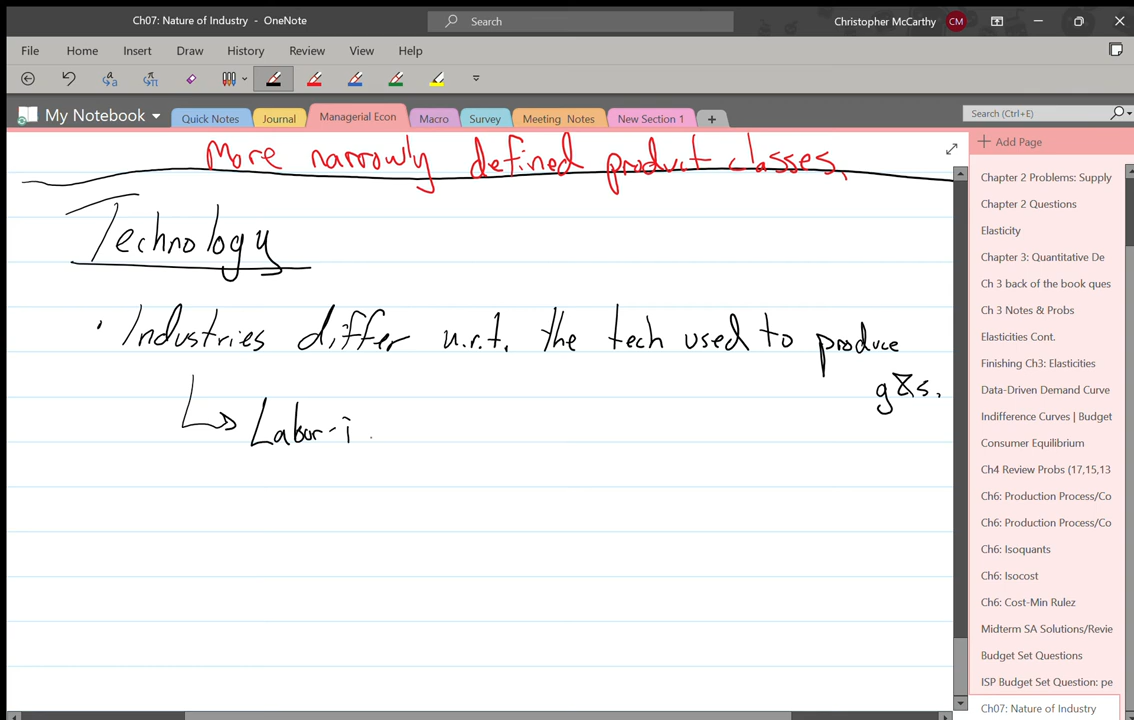 Ch07: Nature of Industry - OneNote
Search
Christopher McCarthy
CM
File Home Insert Draw History Review View Help
My Notebook
Quick Notes
Journal
Managerial Econ
Macro
Survey
Meeting Notes
New Section 1
Search (Ctrl+E)
More narrowly defined product classes.
Technology
· Industries differ w.r.t. the tech used to produce
g&s.
↳ Labor-i
Add Page
Chapter 2 Problems: Supply
Chapter 2 Questions
Elasticity
Chapter 3: Quantitative De
Ch 3 back of the book ques
Ch 3 Notes & Probs
Elasticities Cont.
Finishing Ch3: Elasticities
Data-Driven Demand Curve
Indifference Curves | Budget
Consumer Equilibrium
Ch4 Review Probs (17,15,13
Ch6: Production Process/Co
Ch6: Production Process/Co
Ch6: Isoquants
Ch6: Isocost
Ch6: Cost-Min Rulez
Midterm SA Solutions/Revie
Budget Set Questions
ISP Budget Set Question: pe
Ch07: Nature of Industry